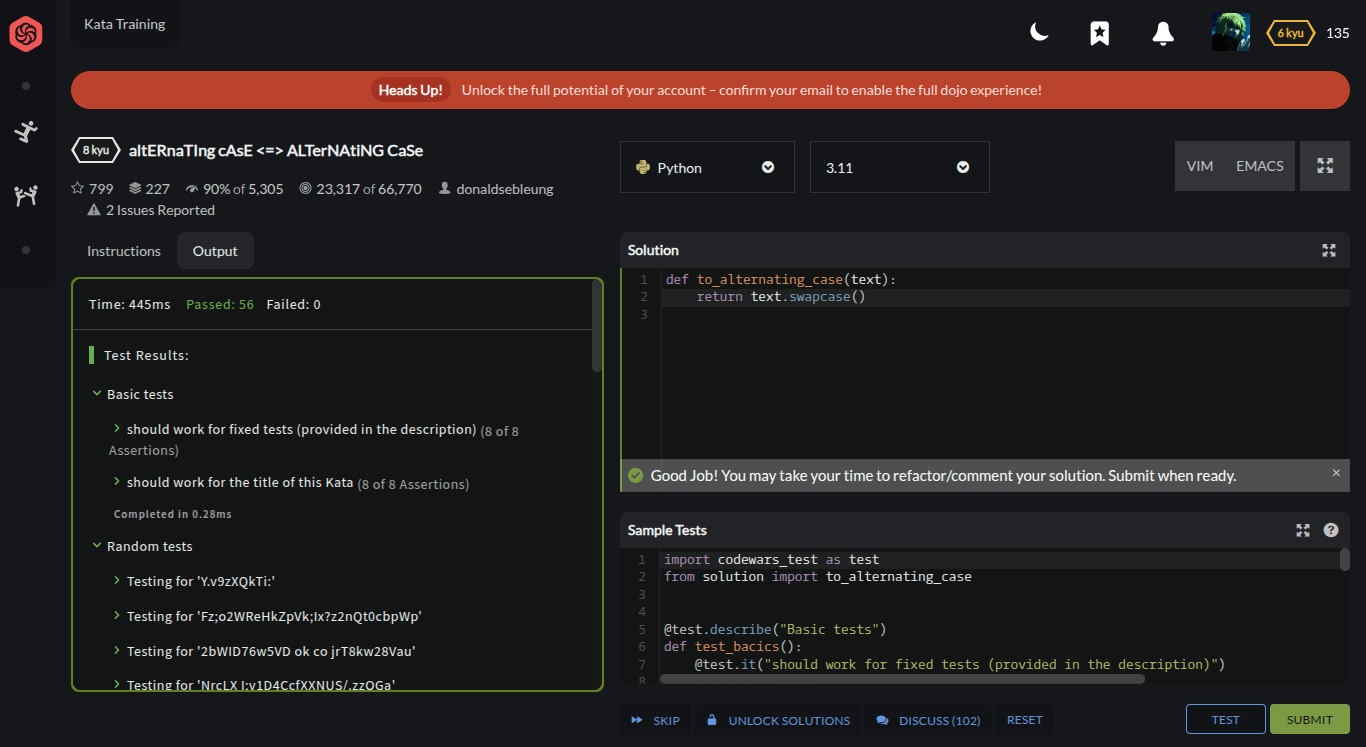 Kata Training
6 kyu 135
Heads Up! Unlock the full potential of your account – confirm your email to enable the full dojo experience!
8 kyu altERnaTIng cAsE <=> ALTerNAtiNG CaSe
799 227 90% of 5,305 23,317 of 66,770 donaldsebleung
2 Issues Reported
Instructions Output
Time: 445ms Passed: 56 Failed: 0
Test Results:
Basic tests
should work for fixed tests (provided in the description) (8 of 8
Assertions)
should work for the title of this Kata (8 of 8 Assertions)
Completed in 0.28ms
Random tests
Testing for 'Y.v9zXQkTi:'
Testing for 'Fz;o2WReHkZpVk;Ix?z2nQt0cbpWp'
Testing for '2bWID76w5VD ok co jrT8kw28Vau'
Testing for 'NrcLX I:v1D4CcfXXNUS/.zzOGa'
Python 3.11 VIM EMACS
Solution
1 def to_alternating_case(text):
2 return text.swapcase()
3
Good Job! You may take your time to refactor/comment your solution. Submit when ready. ×
Sample Tests ?
1 import codewars_test as test
2 from solution import to_alternating_case
3
4
5 @test.describe("Basic tests")
6 def test_bacics():
7 @test.it("should work for fixed tests (provided in the description)")
8
SKIP UNLOCK SOLUTIONS DISCUSS (102) RESET TEST SUBMIT